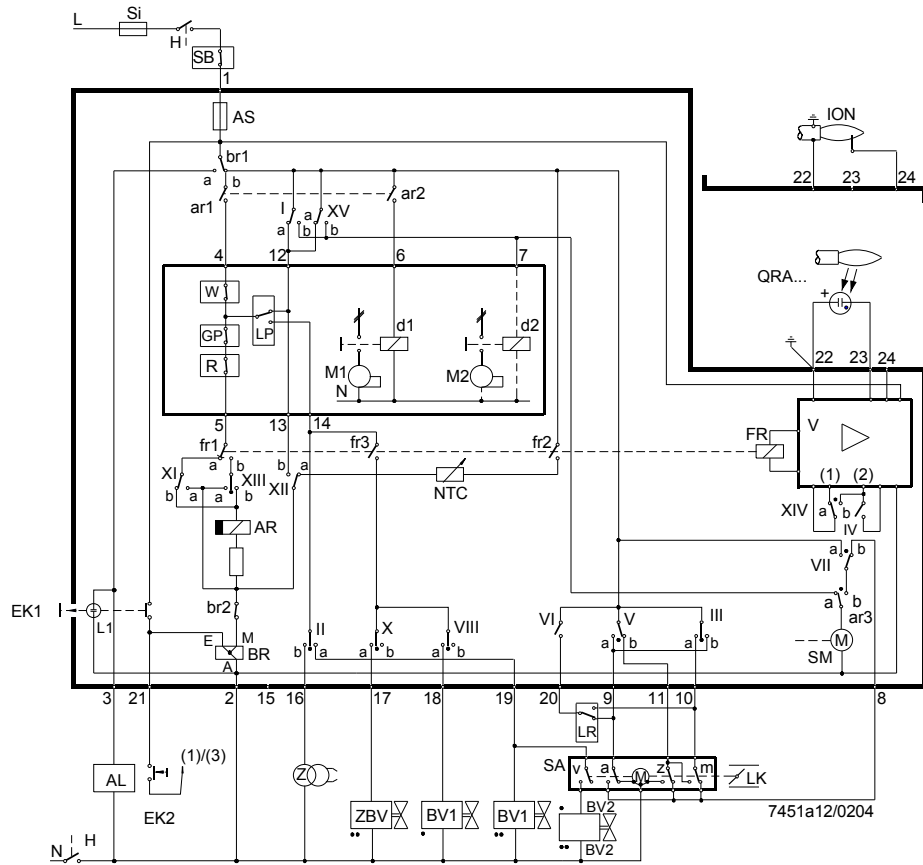 L Si
H
SB
1
AS
ION
22 23 24
br1
a b
ar1 I a XV ar2
a b b
4 12 6 7
W
QRA...
+
LP d1 d2
GP
R M1 M2
N
22 23 24
5 13 14
V
FR
fr1 fr3 fr2
a b b a
XI XIII XII NTC
b a a b
(1) (2)
XIV a b IV
AR
a b
VII
EK1 L1 br2
a b
ar3
E M II X VIII VI V III
BR b a a b a b a b a b
A
M
SM
3 21 2 15 16 17 18 19 20 9 11 10 8
LR
(1)/(3)
AL Z
SA v a M z m LK
EK2
ZBV BV1 BV1 BV2
BV2
7451a12/0204
N H